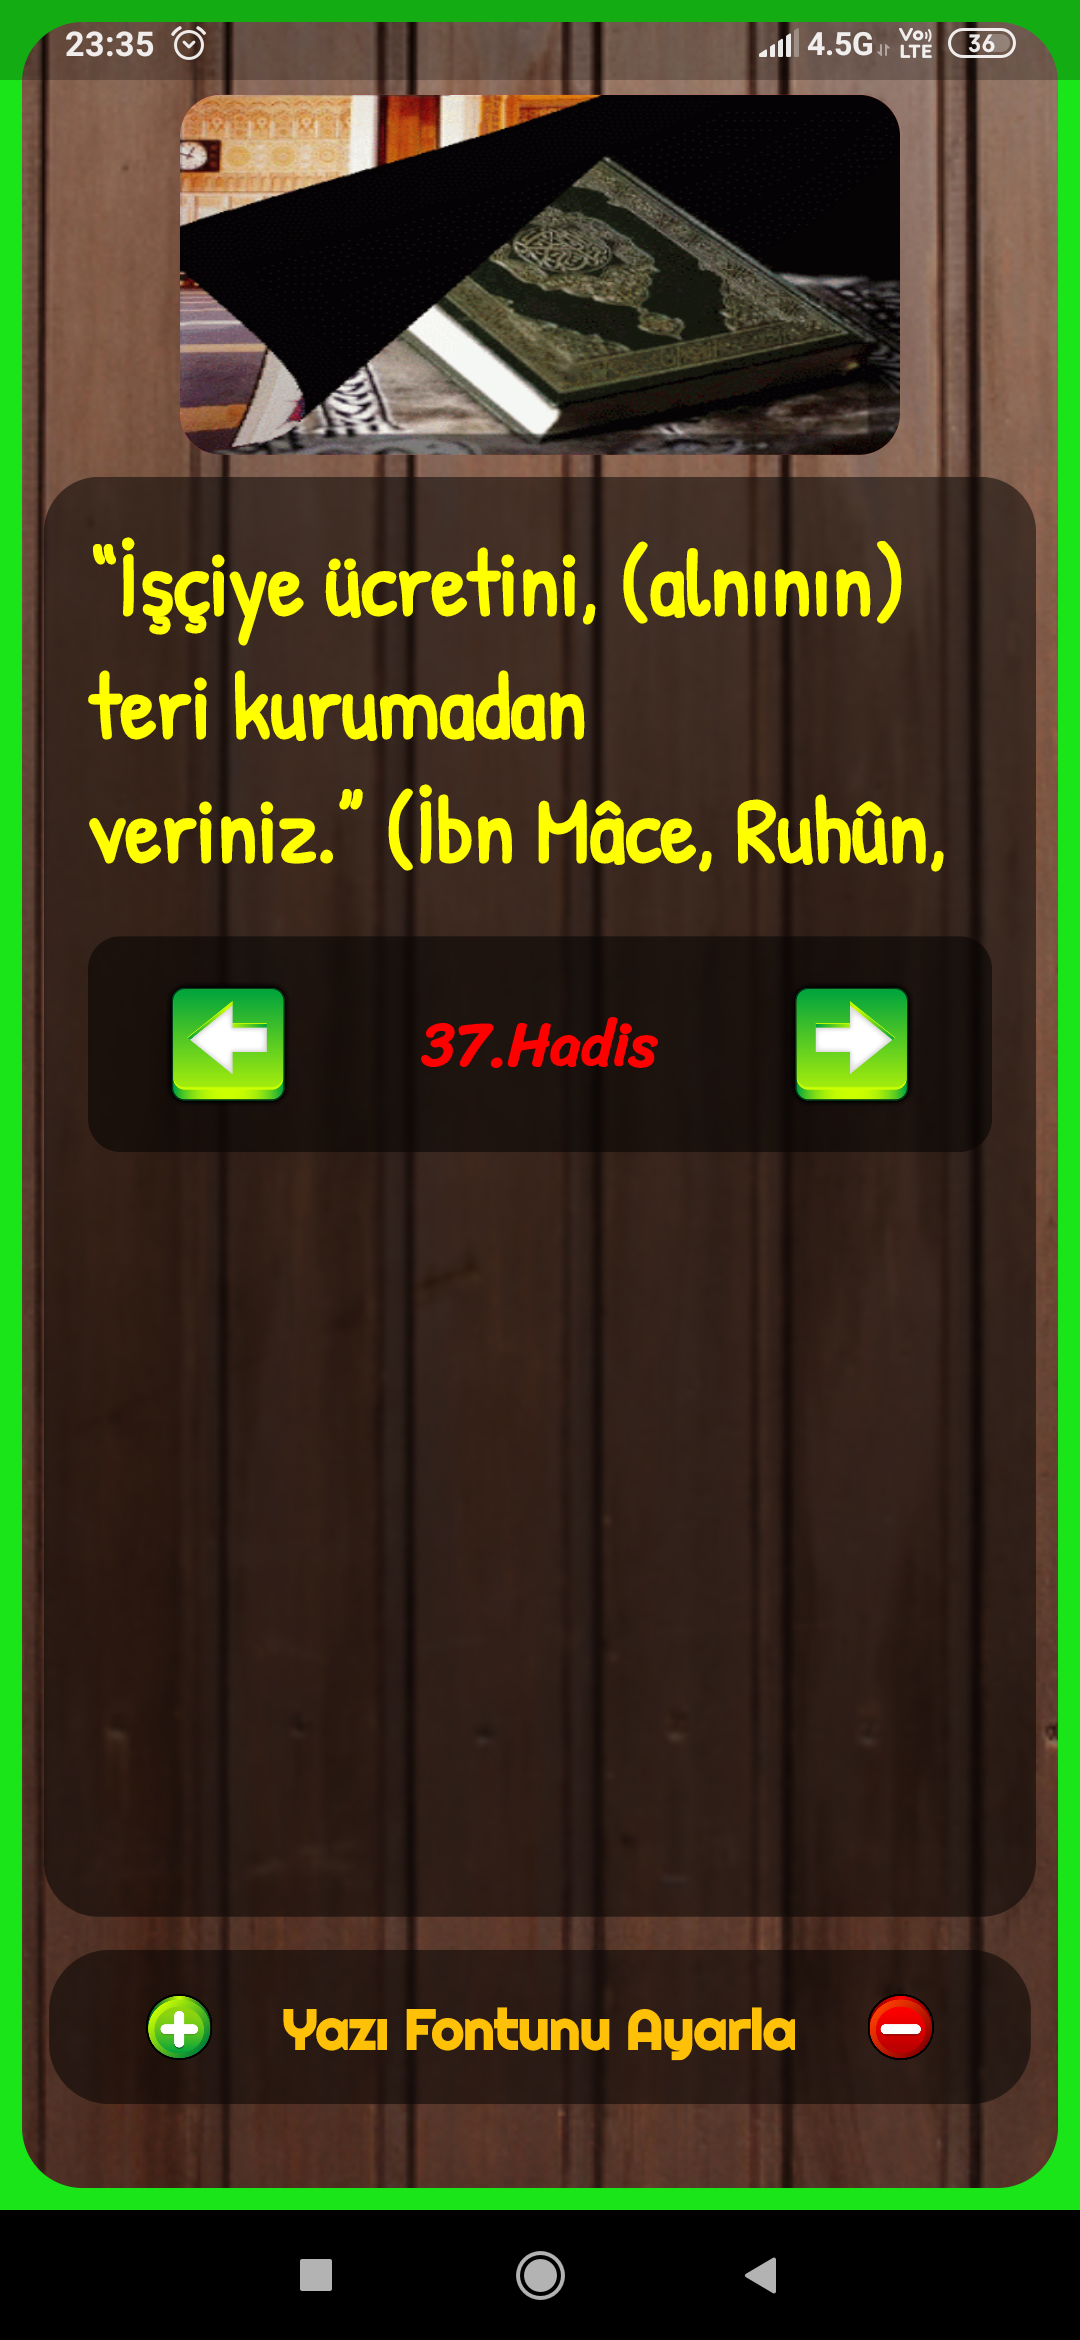 23:35 4.5G Vo)) LTE 36
"İşçiye ücretini, (alnının)
teri kurumadan
veriniz." (İbn Mâce, Ruhûn,
37.Hadis
Yazı Fontunu Ayarla